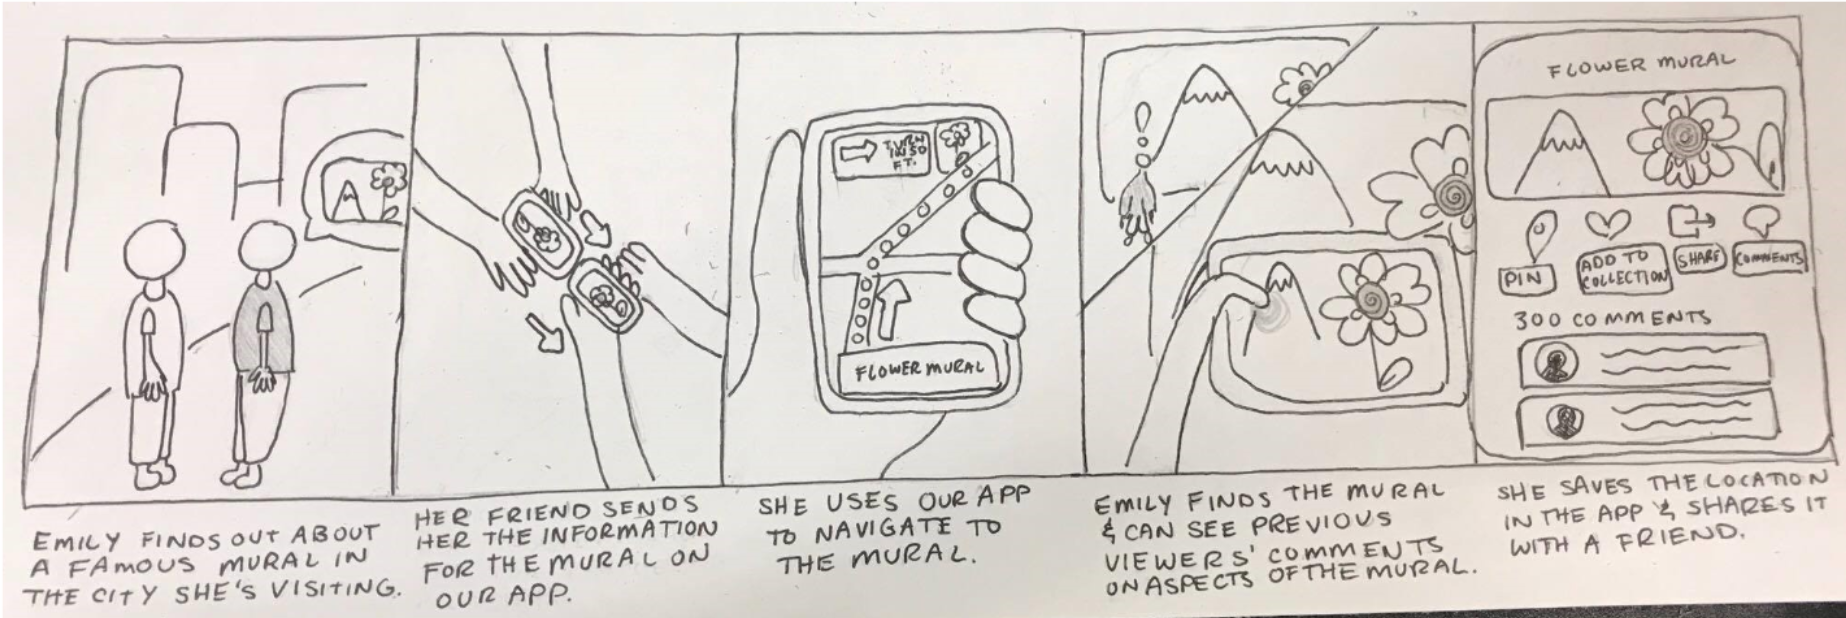 TURN
IN 50
FT.
FLOWER MURAL
FLOWER MURAL
PIN
ADD TO
COLLECTION
SHARE
COMMENTS
300 COMMENTS
EMILY FINDS OUT ABOUT
A FAMOUS MURAL IN
THE CITY SHE'S VISITING.
HER FRIEND SENDS
HER THE INFORMATION
FOR THE MURAL ON
OUR APP.
SHE USES OUR APP
TO NAVIGATE TO
THE MURAL.
EMILY FINDS THE MURAL
& CAN SEE PREVIOUS
VIEWERS' COMMENTS
ON ASPECTS OF THE MURAL.
SHE SAVES THE LOCATION
IN THE APP & SHARES IT
WITH A FRIEND.